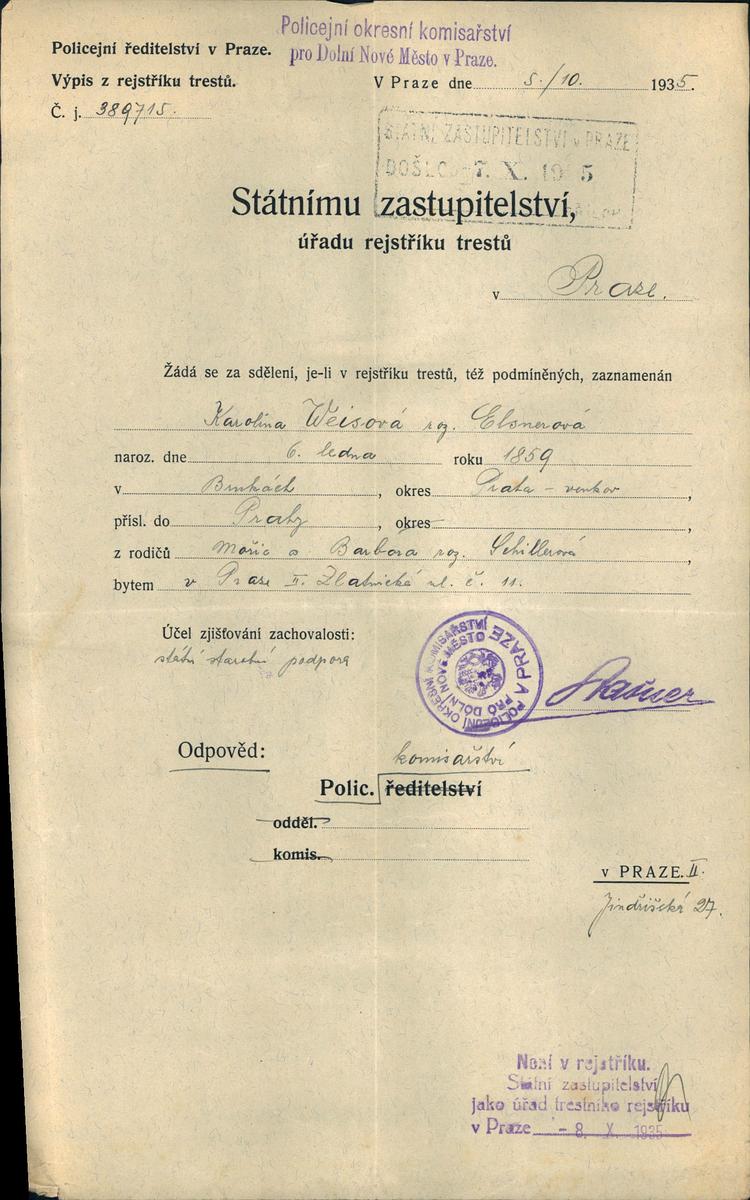 Policejní okresní komisařství
pro Dolní Nové Město v Praze.
Policejní ředitelství v Praze.
Výpis z rejstříku trestů.
V Praze dne 5./10. 1935.
Č. j. 389715.
STÁTNÍ ZASTUPITELSTVÍ v PRAZE
DOŠLO -7. X. 1935
Státnímu zastupitelství,
úřadu rejstříku trestů
v Praze.
Žádá se za sdělení, je-li v rejstříku trestů, též podmíněných, zaznamenán
Karolina Weisová roz. Elsnerová
naroz. dne 6. ledna roku 1859
v Brnkách, okres Praha - venkov,
přísl. do Prahy, okres ,
z rodičů Mořic a Barbora roz. Schillerová,
bytem v Praze II. Zlatnická ul. č. 11.
Účel zjišťování zachovalosti:
státní starobní podpora
POLICEJNÍ OKRESNÍ KOMISAŘSTVÍ
PRO DOLNÍ NOVÉ MĚSTO
V PRAZE
Odpověď:
komisařství
Polic. ředitelství
odděl.
komis.
v PRAZE. II.
Jindřišská 27.
Není v rejstříku.
Státní zastupitelství
jako úřad trestního rejstříku
v Praze - 8. X. 1935